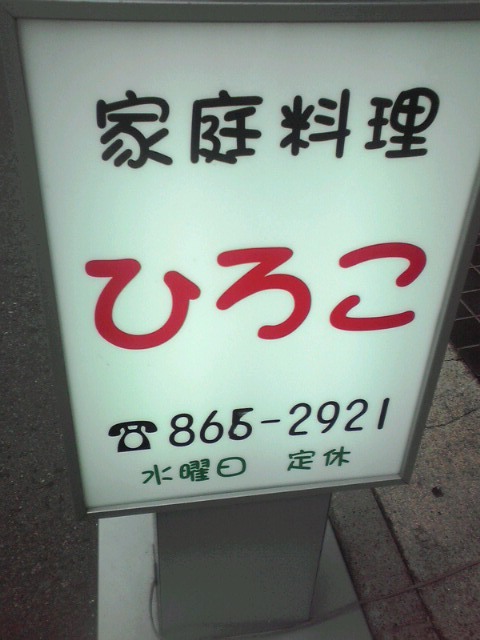 家庭料理
ひろこ
☎865-2921
水曜日 定休